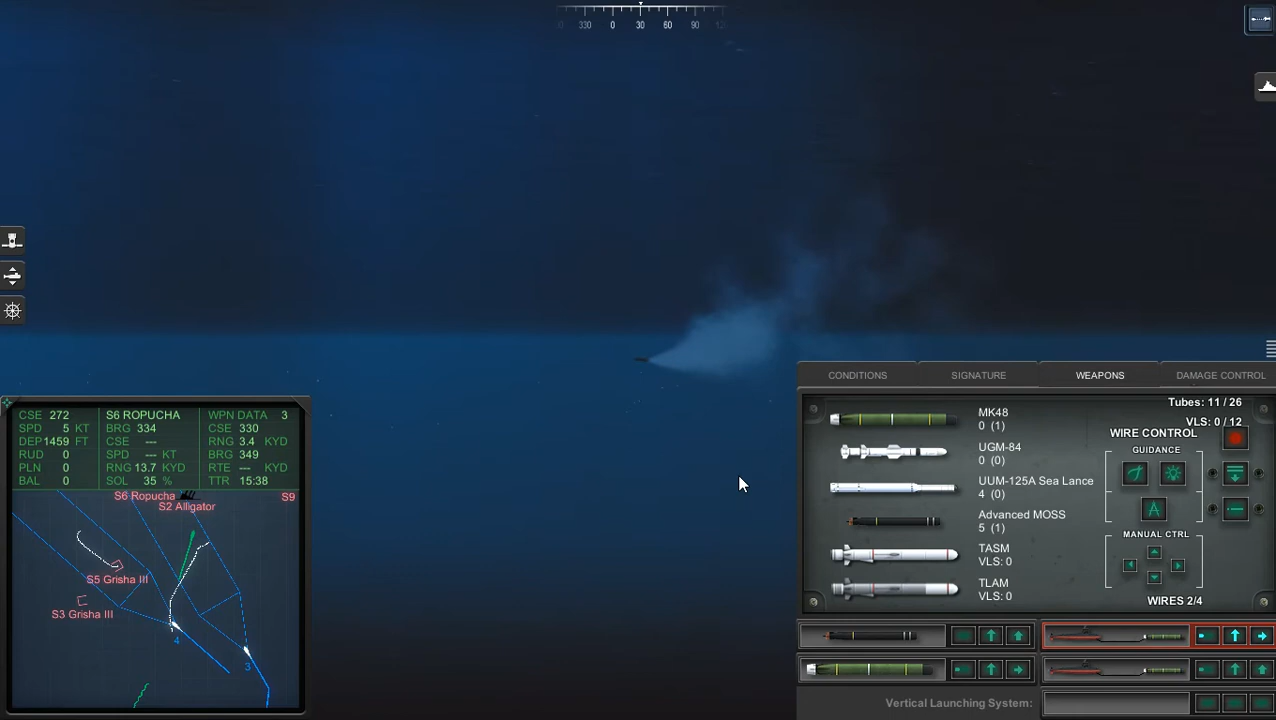 330 0 30 60 90
CSE 272 S6 ROPUCHA WPN DATA 3
SPD 5 KT BRG 334 CSE 330
DEP 1459 FT CSE --- RNG 3.4 KYD
RUD 0 SPD --- KT BRG 349
PLN 0 RNG 13.7 KYD RTE --- KYD
BAL 0 SOL 35 % TTR 15:38
S6 Ropucha
S9
S2 Alligator
S5 Grisha III
S3 Grisha III
4
3
CONDITIONS SIGNATURE WEAPONS DAMAGE CONTROL
Tubes: 11 / 26
VLS: 0 / 12
MK48
0 (1)
UGM-84
0 (0)
UUM-125A Sea Lance
4 (0)
Advanced MOSS
5 (1)
TASM
VLS: 0
TLAM
VLS: 0
WIRE CONTROL
GUIDANCE
MANUAL CTRL
WIRES 2/4
Vertical Launching System: